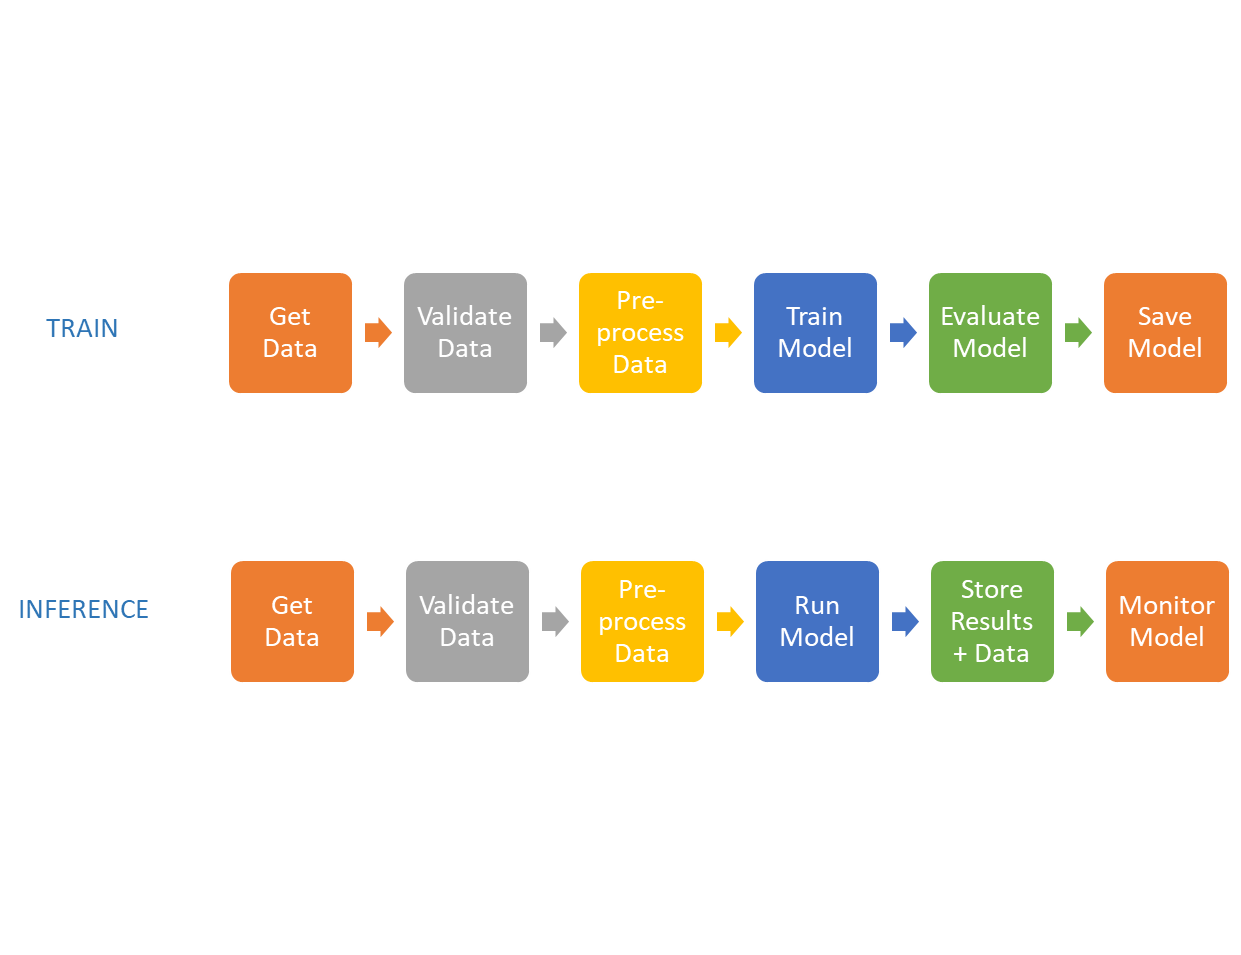 TRAIN
Get
Data
Validate
Data
Pre-
process
Data
Train
Model
Evaluate
Model
Save
Model
INFERENCE
Get
Data
Validate
Data
Pre-
process
Data
Run
Model
Store
Results
+ Data
Monitor
Model